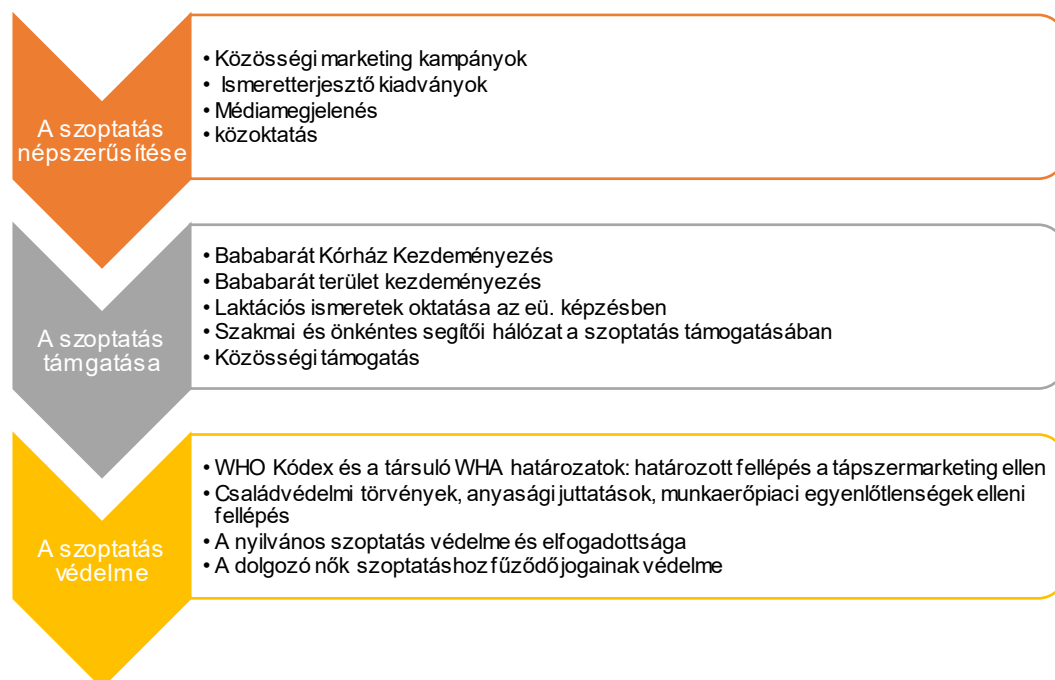 A szoptatás
népszerűsítése
• Közösségi marketing kampányok
• Ismeretterjesztő kiadványok
• Médiamegjelenés
• közoktatás
A szoptatás
támgatása
• Bababarát Kórház Kezdeményezés
• Bababarát terület kezdeményezés
• Laktációs ismeretek oktatása az eü. képzésben
• Szakmai és önkéntes segítői hálózat a szoptatás támogatásában
• Közösségi támogatás
A szoptatás
védelme
• WHO Kódex és a társuló WHA határozatok: határozott fellépés a tápszermarketing ellen
• Családvédelmi törvények, anyasági juttatások, munkaerőpiaci egyenlőtlenségek elleni
fellépés
• A nyilvános szoptatás védelme és elfogadottsága
• A dolgozó nők szoptatáshoz fűződő jogainak védelme